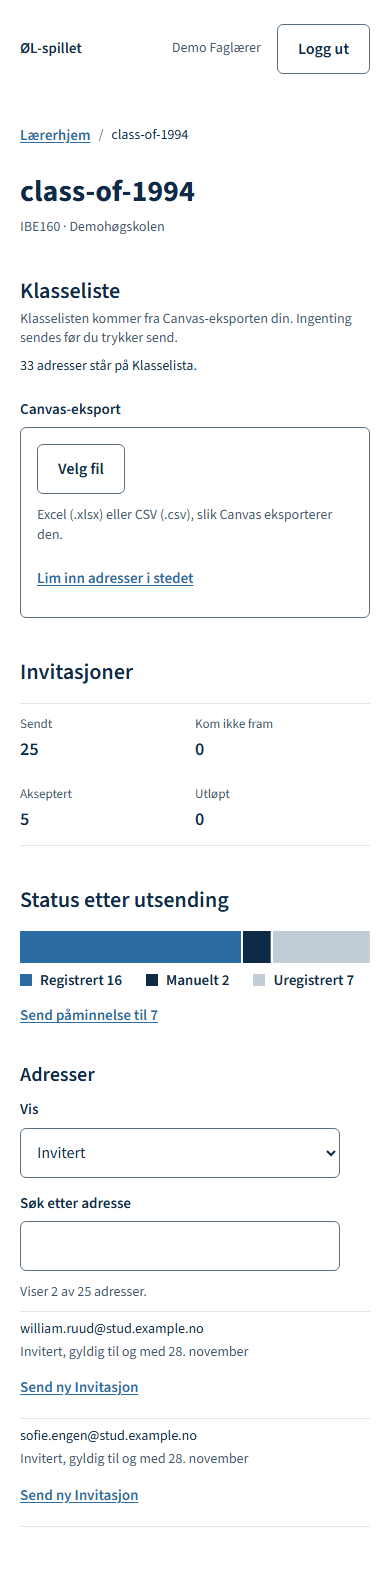 ØL-spillet
Demo Faglærer
Logg ut
Lærerhjem / class-of-1994
class-of-1994
IBE160 · Demohøgskolen
Klasseliste
Klasselisten kommer fra Canvas-eksporten din. Ingenting
sendes før du trykker send.
33 adresser står på Klasselista.
Canvas-eksport
Velg fil
Excel (.xlsx) eller CSV (.csv), slik Canvas eksporterer
den.
Lim inn adresser i stedet
Invitasjoner
Sendt
25
Kom ikke fram
0
Akseptert
5
Utløpt
0
Status etter utsending
Registrert 16
Manuelt 2
Uregistrert 7
Send påminnelse til 7
Adresser
Vis
Invitert
Søk etter adresse
Viser 2 av 25 adresser.
william.ruud@stud.example.no
Invitert, gyldig til og med 28. november
Send ny Invitasjon
sofie.engen@stud.example.no
Invitert, gyldig til og med 28. november
Send ny Invitasjon